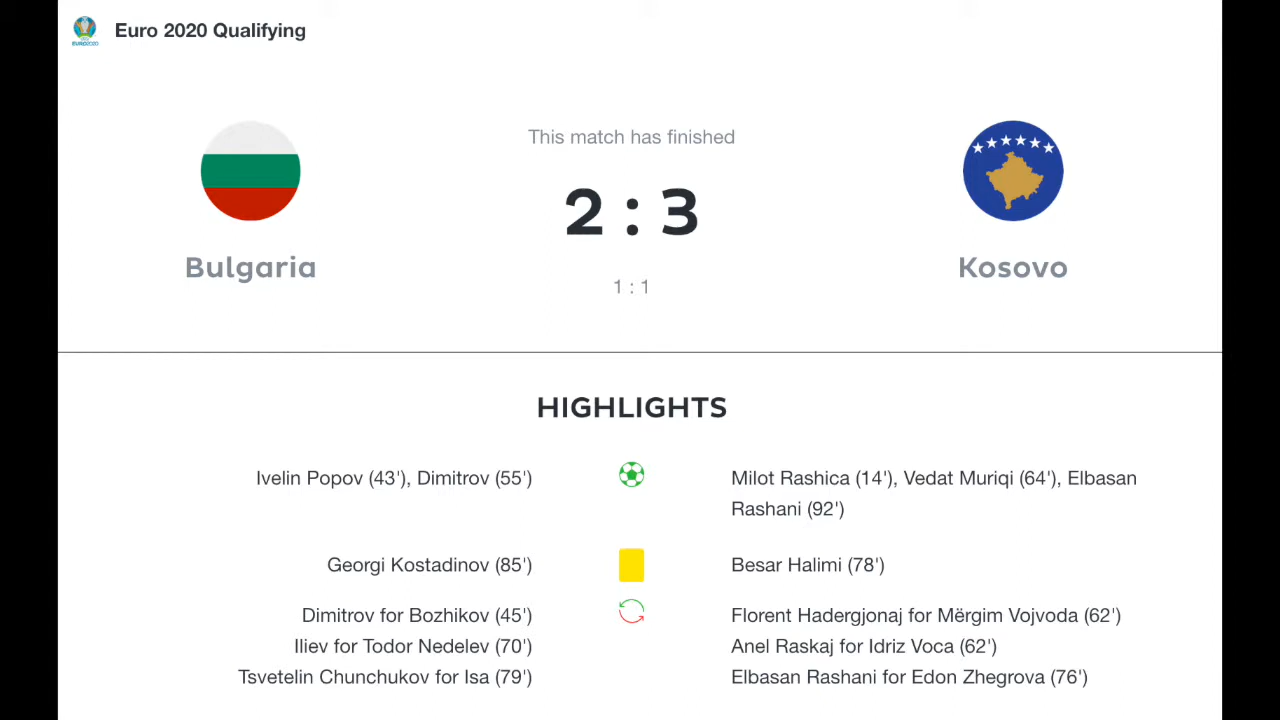 Euro 2020 Qualifying
This match has finished
2 : 3
Bulgaria
Kosovo
1 : 1
HIGHLIGHTS
Ivelin Popov (43'), Dimitrov (55')
Milot Rashica (14'), Vedat Muriqi (64'), Elbasan
Rashani (92')
Georgi Kostadinov (85')
Besar Halimi (78')
Dimitrov for Bozhikov (45')
Florent Hadergjonaj for Mërgim Vojvoda (62')
Iliev for Todor Nedelev (70')
Anel Raskaj for Idriz Voca (62')
Tsvetelin Chunchukov for Isa (79')
Elbasan Rashani for Edon Zhegrova (76')
EURO2020